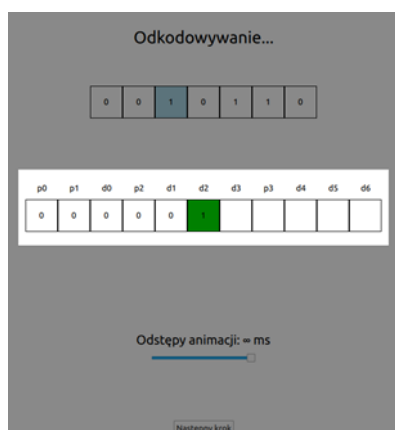 Odkodowywanie...
0 0 1 0 1 1 0
p0 p1 d0 p2 d1 d2 d3 p3 d4 d5 d6
0 0 0 0 0 1
Odstępy animacji: ∞ ms
Następny krok